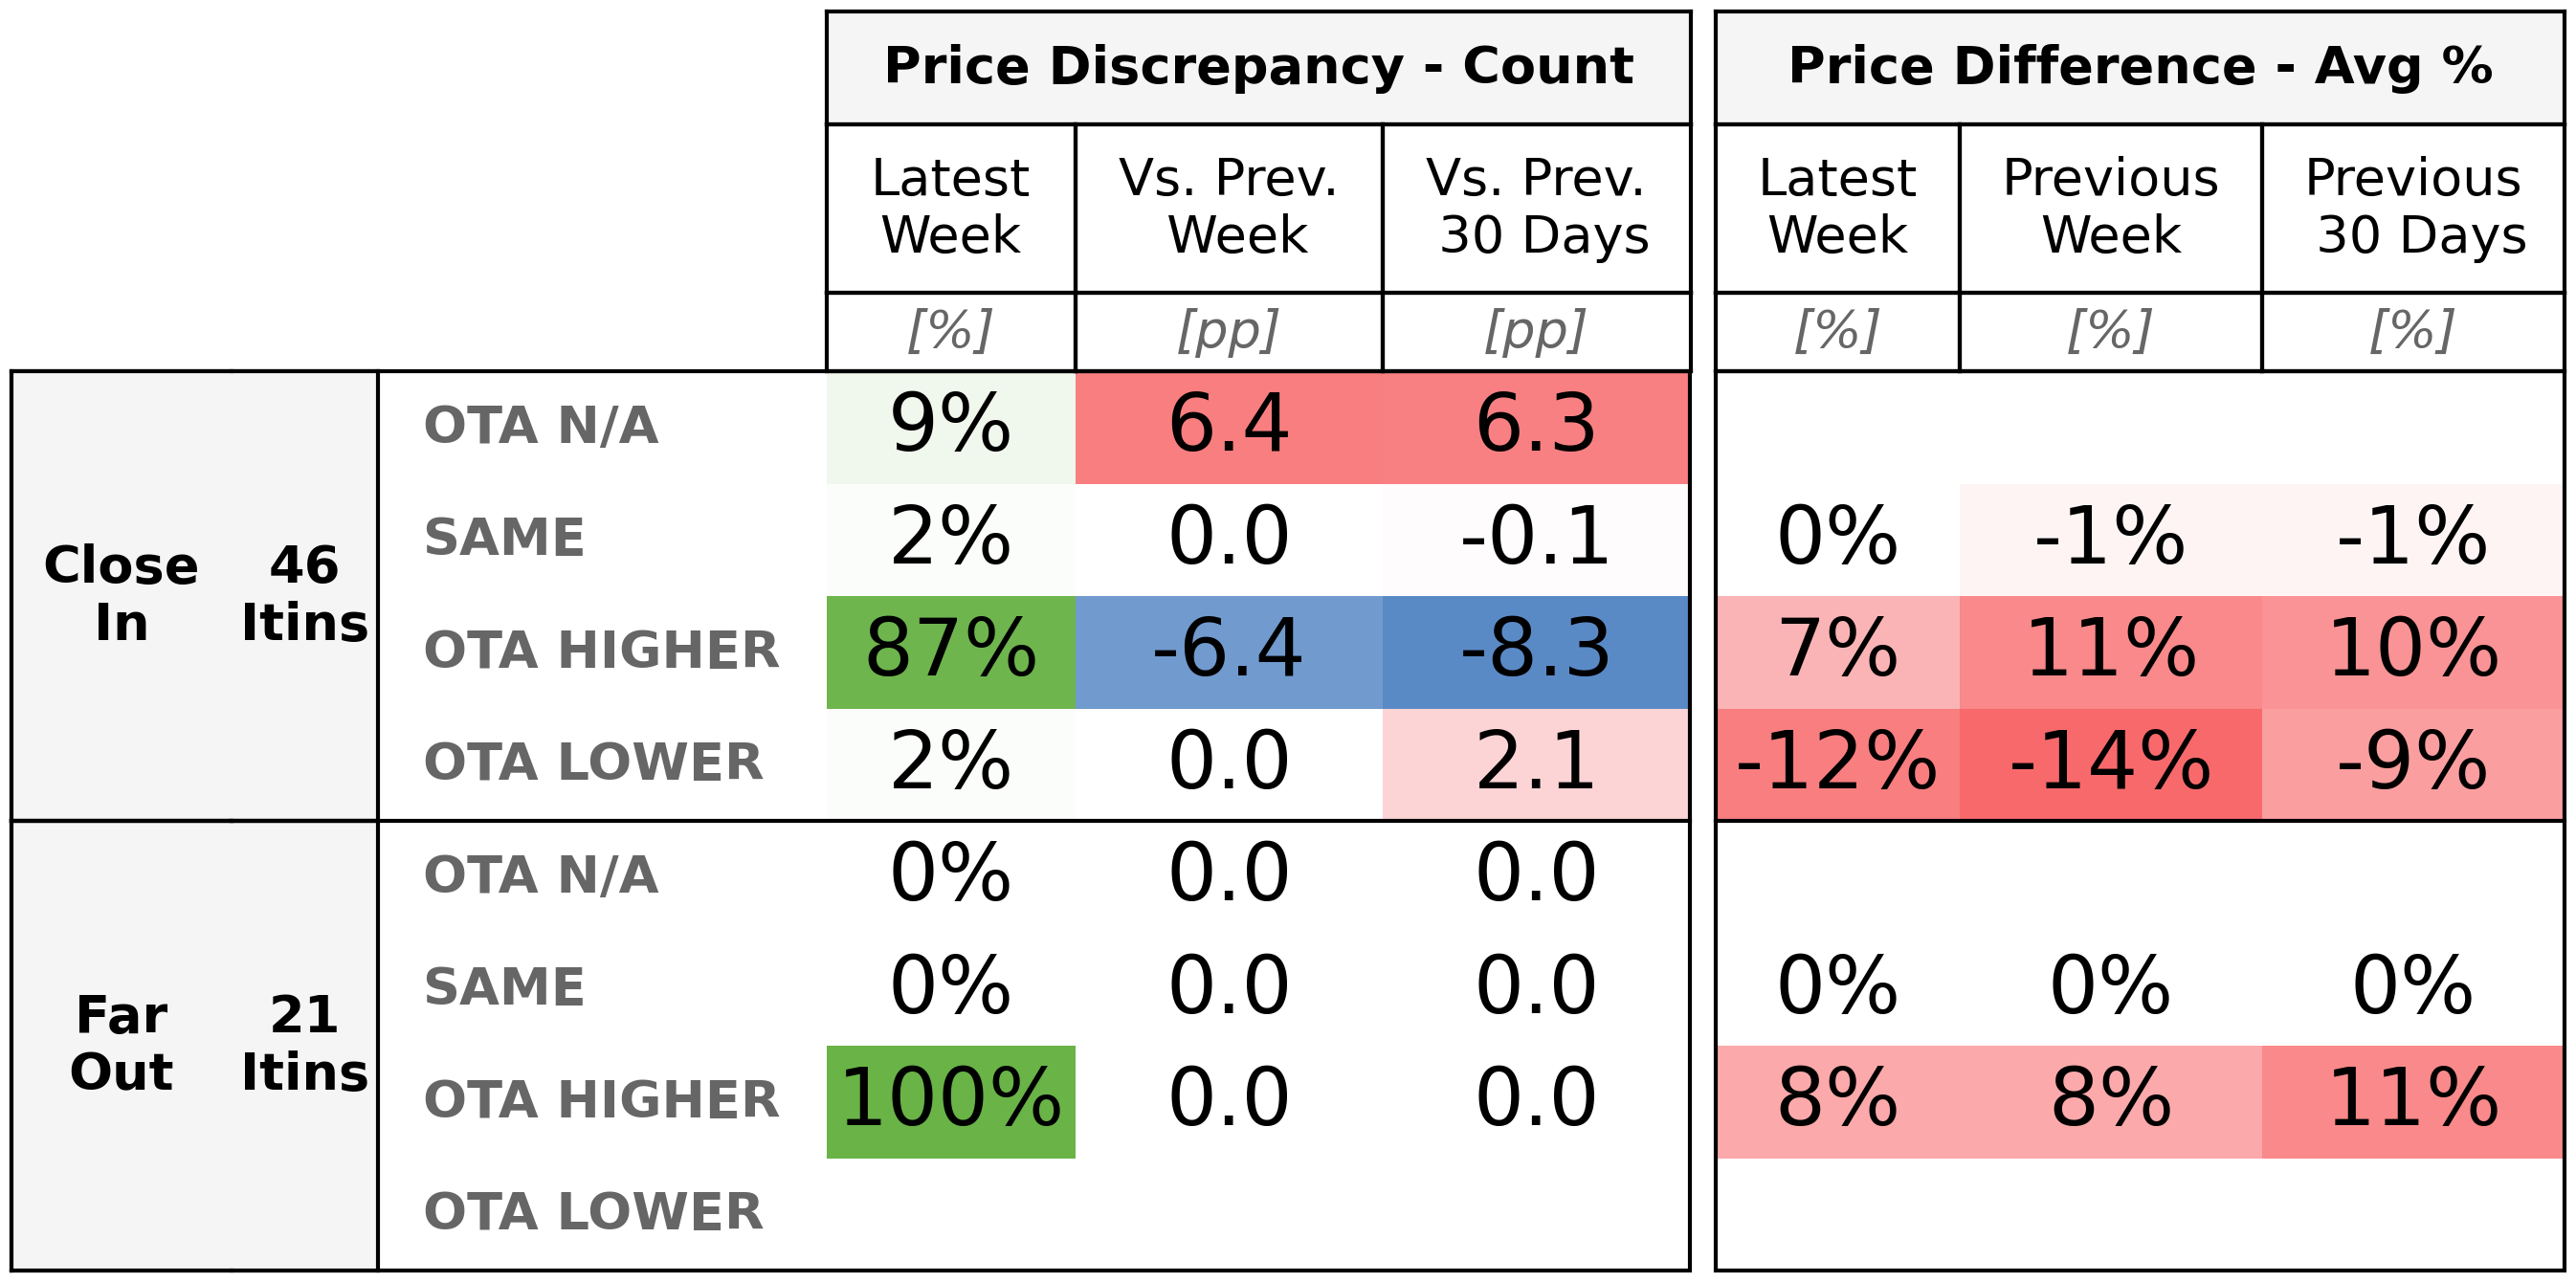 Price Discrepancy - Count Price Difference - Avg %
Latest Week Vs. Prev. Week Vs. Prev. 30 Days Latest Week Previous Week Previous 30 Days
[%] [pp] [pp] [%] [%] [%]
Close In 46 Itins
OTA N/A 9% 6.4 6.3
SAME 2% 0.0 -0.1 0% -1% -1%
OTA HIGHER 87% -6.4 -8.3 7% 11% 10%
OTA LOWER 2% 0.0 2.1 -12% -14% -9%
Far Out 21 Itins
OTA N/A 0% 0.0 0.0
SAME 0% 0.0 0.0 0% 0% 0%
OTA HIGHER 100% 0.0 0.0 8% 8% 11%
OTA LOWER